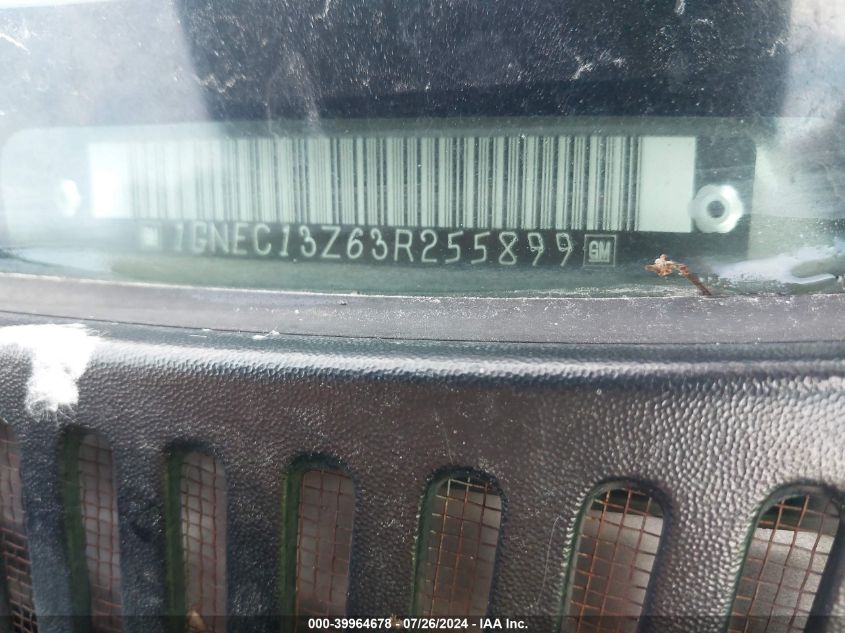 1GNEC13Z63R255899 GM
000-39964678 / 07/26/2024 - IAA Inc.